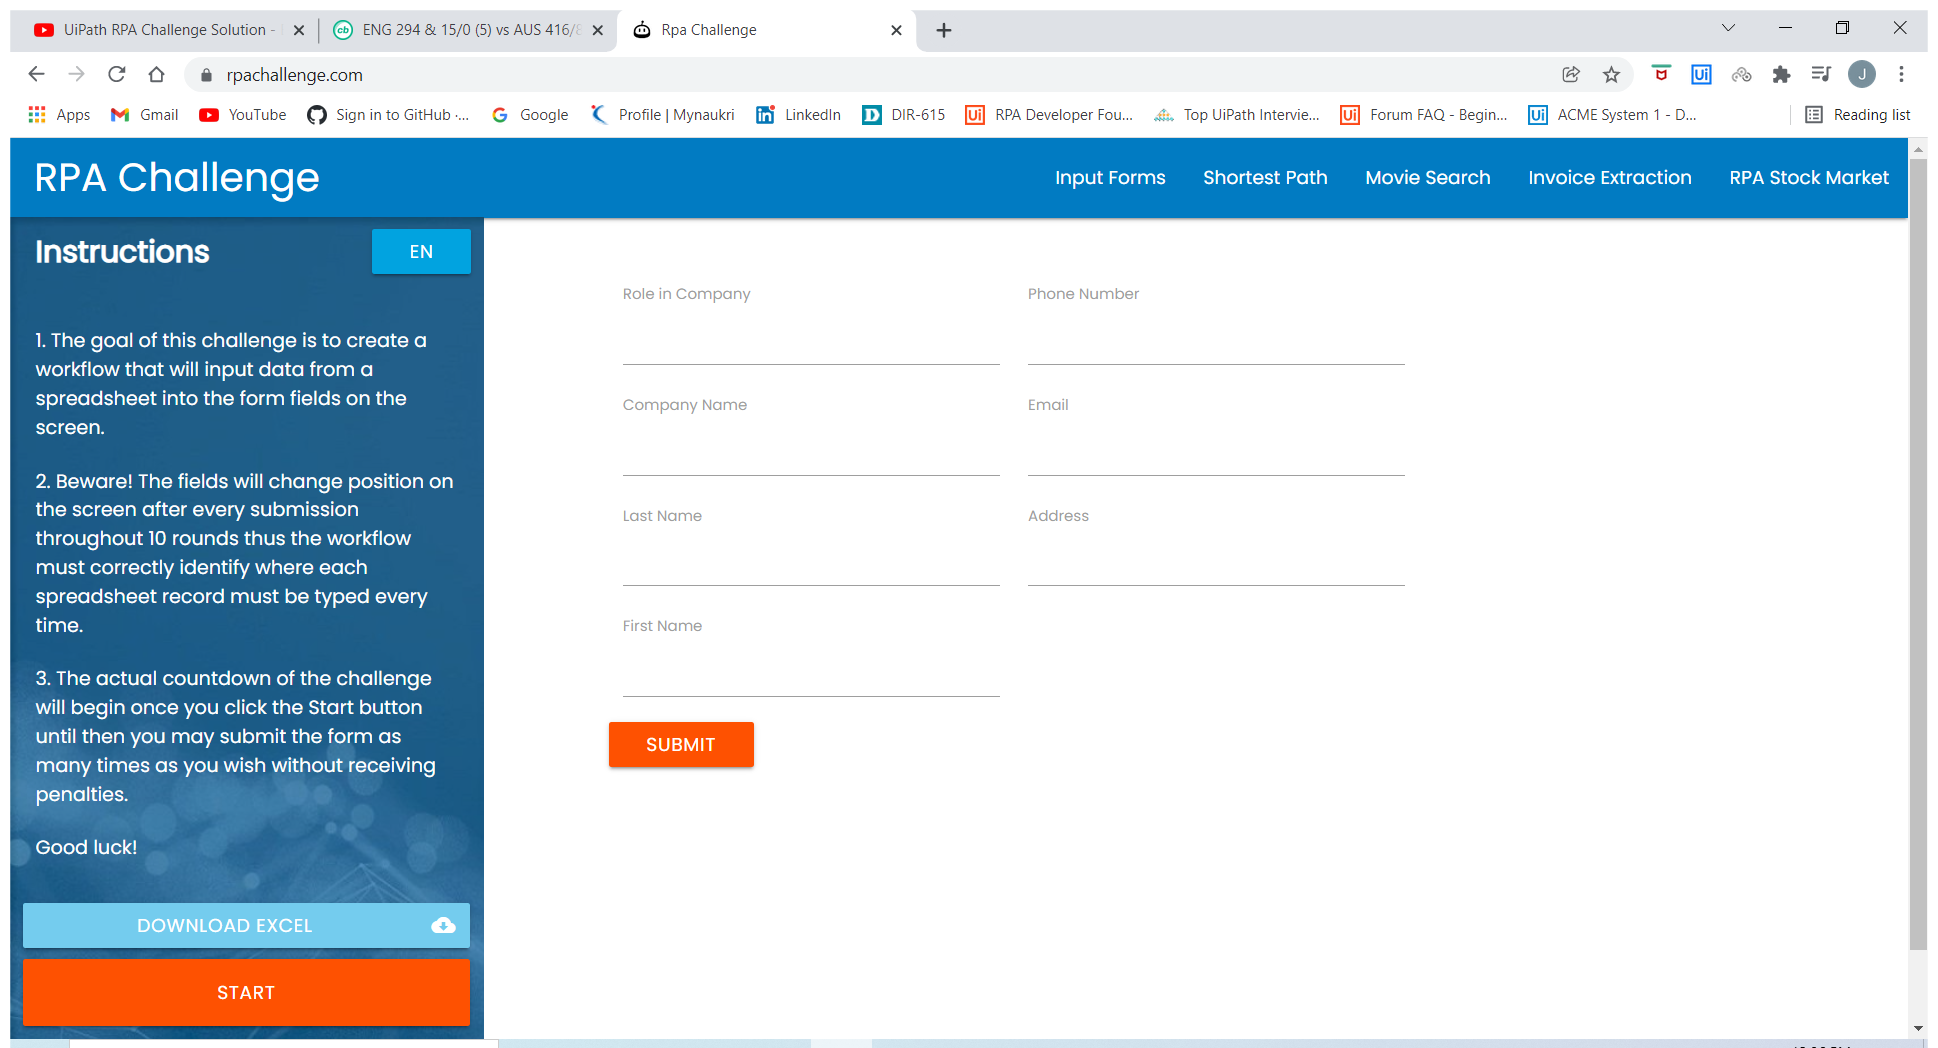 UiPath RPA Challenge Solution -
ENG 294 & 15/0 (5) vs AUS 416/8
Rpa Challenge
rpachallenge.com
J
Apps
Gmail
YouTube
Sign in to GitHub ·...
Google
Profile | Mynaukri
LinkedIn
DIR-615
RPA Developer Fou...
Top UiPath Intervie...
Forum FAQ - Begin...
ACME System 1 - D...
Reading list
RPA Challenge
Input Forms
Shortest Path
Movie Search
Invoice Extraction
RPA Stock Market
Instructions
EN
1. The goal of this challenge is to create a
workflow that will input data from a
spreadsheet into the form fields on the
screen.
2. Beware! The fields will change position on
the screen after every submission
throughout 10 rounds thus the workflow
must correctly identify where each
spreadsheet record must be typed every
time.
3. The actual countdown of the challenge
will begin once you click the Start button
until then you may submit the form as
many times as you wish without receiving
penalties.
Good luck!
DOWNLOAD EXCEL
START
Role in Company
Phone Number
Company Name
Email
Last Name
Address
First Name
SUBMIT